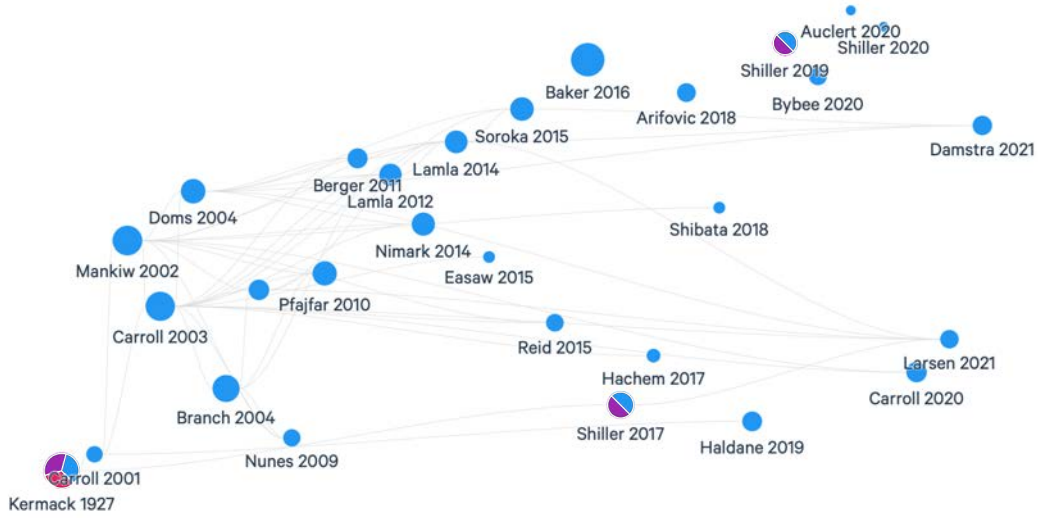 Auclert 2020
Shiller 2020
Shiller 2019
Baker 2016
Bybee 2020
Arifovic 2018
Soroka 2015
Damstra 2021
Lamla 2014
Berger 2011
Lamla 2012
Doms 2004
Shibata 2018
Nimark 2014
Mankiw 2002
Easaw 2015
Pfajfar 2010
Carroll 2003
Reid 2015
Larsen 2021
Hachem 2017
Carroll 2020
Branch 2004
Shiller 2017
Haldane 2019
Nunes 2009
Carroll 2001
Kermack 1927